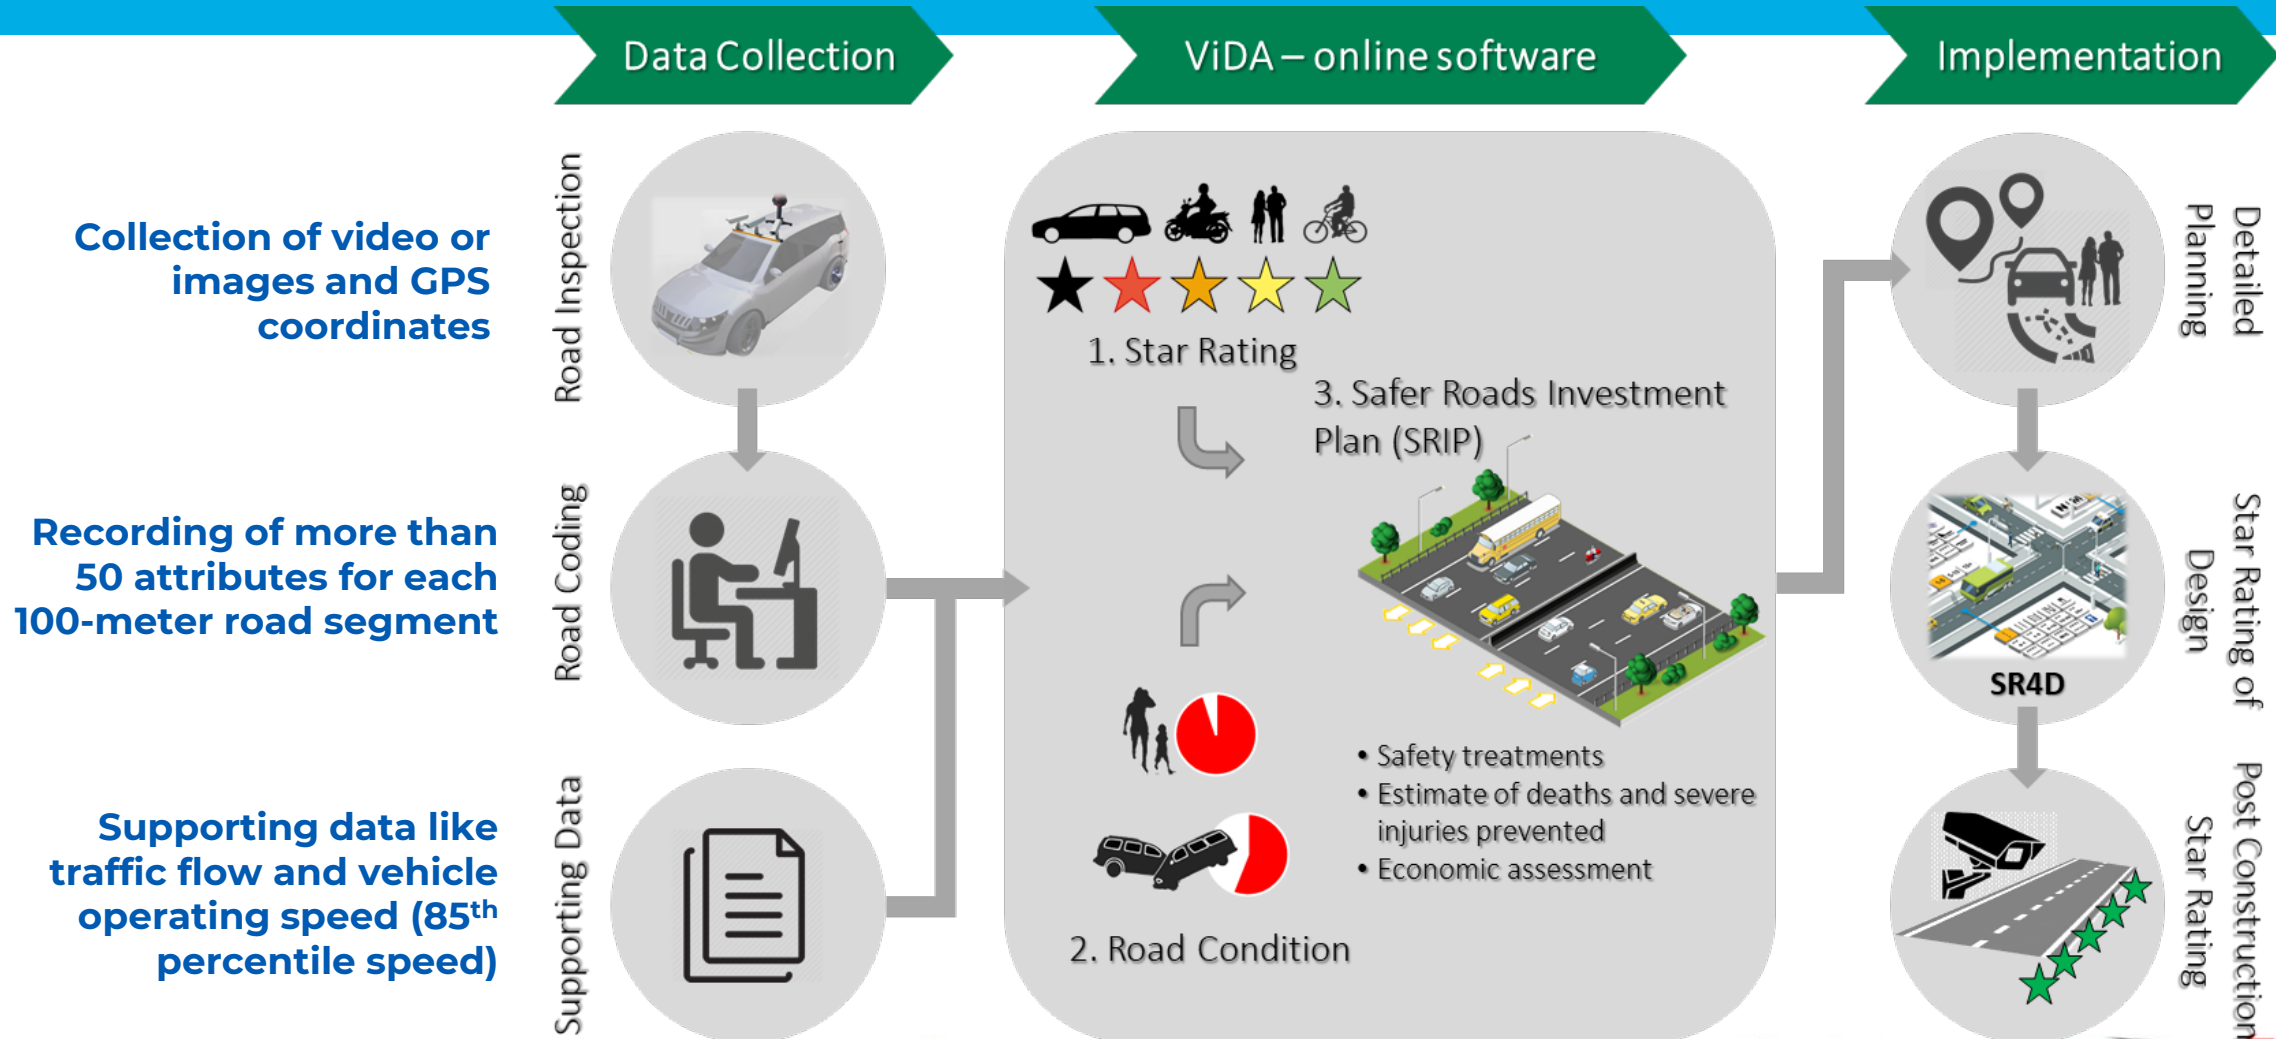 Data Collection
ViDA – online software
Implementation
Collection of video or
images and GPS
coordinates
Road Inspection
Recording of more than
50 attributes for each
100-meter road segment
Road Coding
Supporting data like
traffic flow and vehicle
operating speed (85th
percentile speed)
Supporting Data
1. Star Rating
3. Safer Roads Investment
Plan (SRIP)
• Safety treatments
• Estimate of deaths and severe
injuries prevented
• Economic assessment
2. Road Condition
Detailed
Planning
SR4D
Star Rating of
Design
Post Construction
Star Rating